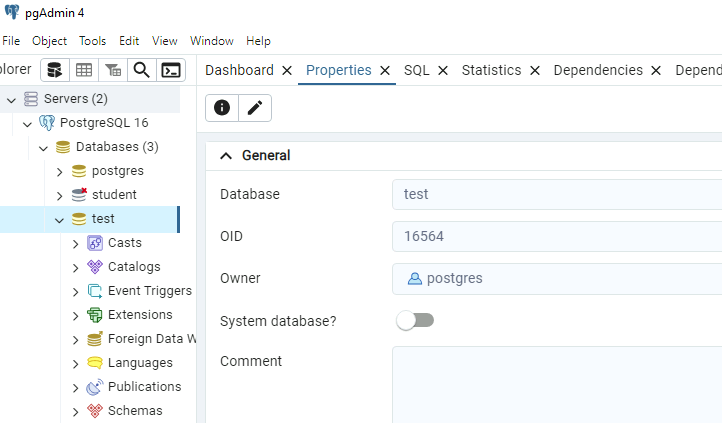 pgAdmin 4
File Object Tools Edit View Window Help
plorer
Dashboard Properties SQL Statistics Dependencies Depend
Servers (2)
PostgreSQL 16
Databases (3)
postgres
student
test
Casts
Catalogs
Event Triggers
Extensions
Foreign Data W
Languages
Publications
Schemas
General
Database test
OID 16564
Owner postgres
System database?
Comment